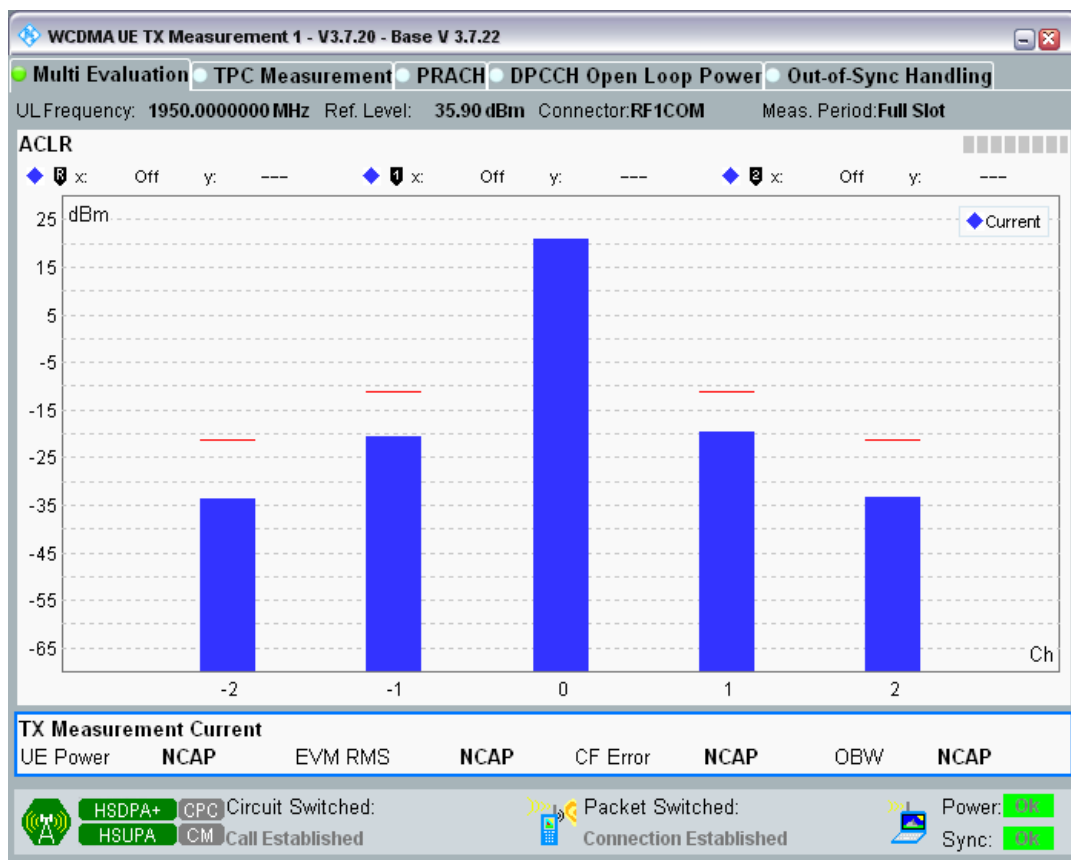 WCDMA UE TX Measurement 1 - V3.7.20 - Base V 3.7.22
Multi Evaluation TPC Measurement PRACH DPCCH Open Loop Power Out-of-Sync Handling
UL Frequency: 1950.0000000 MHz Ref. Level: 35.90 dBm Connector: RF1COM Meas. Period: Full Slot
ACLR
R x: Off y: --- 1 x: Off y: --- 2 x: Off y: ---
dBm
Current
25
15
5
-5
-15
-25
-35
-45
-55
-65
Ch
-2 -1 0 1 2
TX Measurement Current
UE Power NCAP EVM RMS NCAP CF Error NCAP OBW NCAP
HSDPA+ CPC Circuit Switched: Packet Switched: Power: OK
HSUPA CM Call Established Connection Established Sync: OK